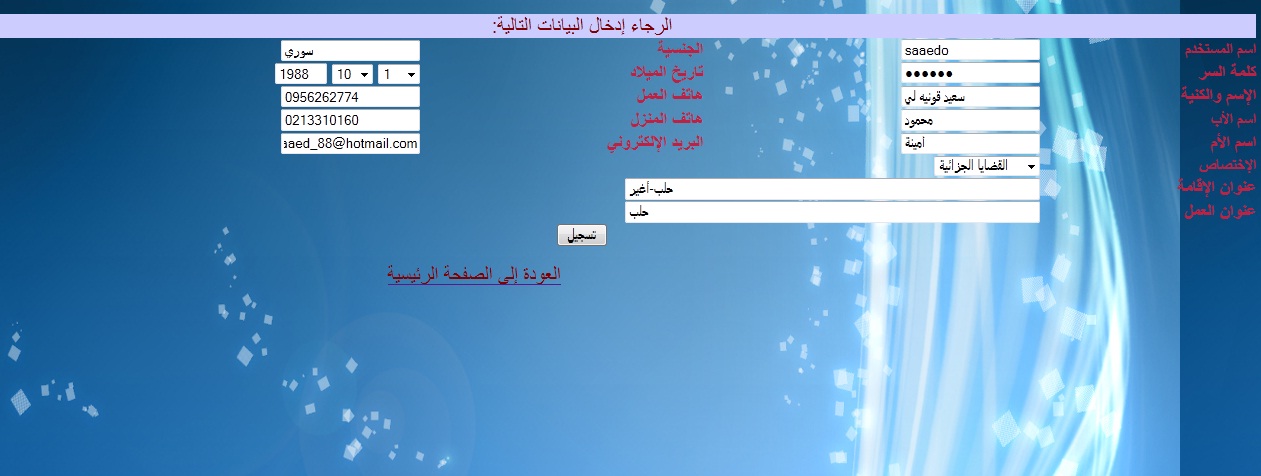 الرجاء إدخال البيانات التالية:
اسم المستخدم saaedo الجنسية سوري
كلمة السر ●●●●●● تاريخ الميلاد 1 10 1988
الإسم والكنية سعيد قونيه لي هاتف العمل 0956262774
اسم الأب محمود هاتف المنزل 0213310160
اسم الأم أمينة البريد الإلكتروني aaed_88@hotmail.com
الإختصاص القضايا الجزائية
عنوان الإقامة حلب-أغير
عنوان العمل حلب
تسجيل
العودة إلى الصفحة الرئيسية